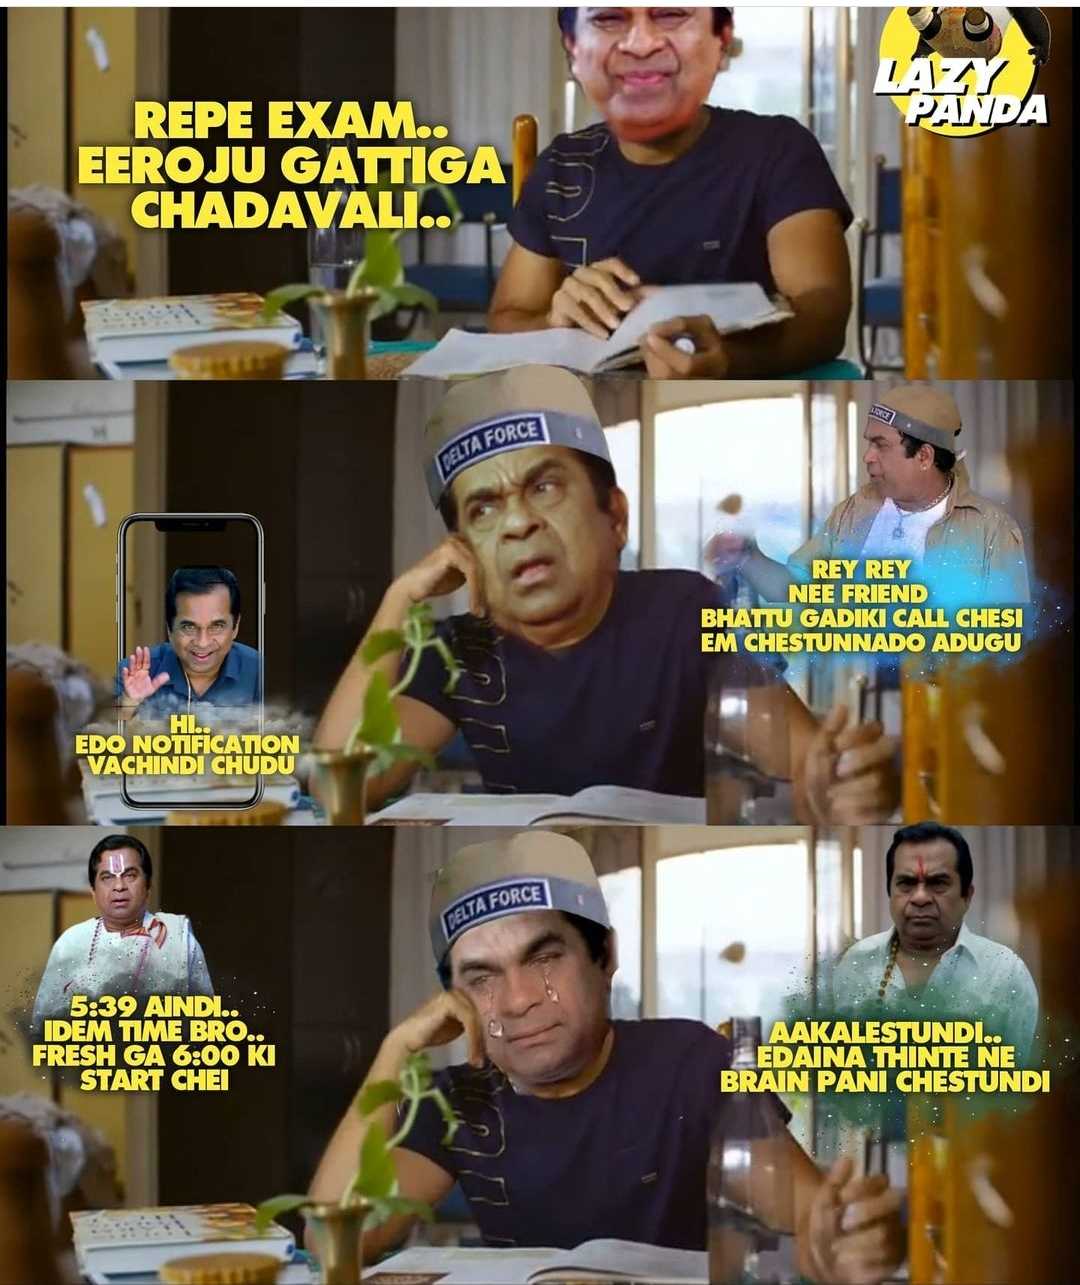 LAZY
PANDA
REPE EXAM..
EEROJU GATTIGA
CHADAVALI..
DELTA FORCE
FORCE
REY REY
NEE FRIEND
BHATTU GADIKI CALL CHESI
EM CHESTUNNADO ADUGU
HI..
EDO NOTIFICATION
VACHINDI CHUDU
DELTA FORCE
5:39 AINDI..
IDEM TIME BRO..
FRESH GA 6:00 KI
START CHEI
AAKALESTUNDI..
EDAINA THINTE NE
BRAIN PANI CHESTUNDI